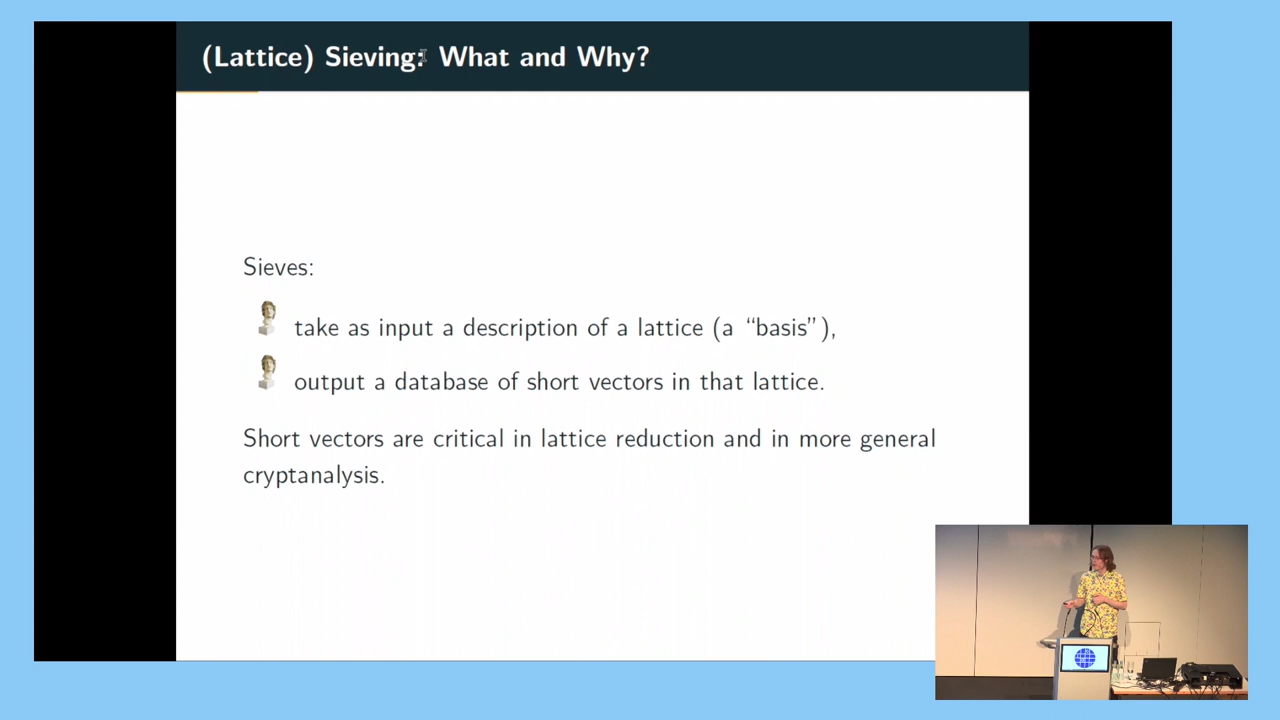 (Lattice) Sieving: What and Why?
Sieves:
take as input a description of a lattice (a “basis”),
output a database of short vectors in that lattice.
Short vectors are critical in lattice reduction and in more general
cryptanalysis.